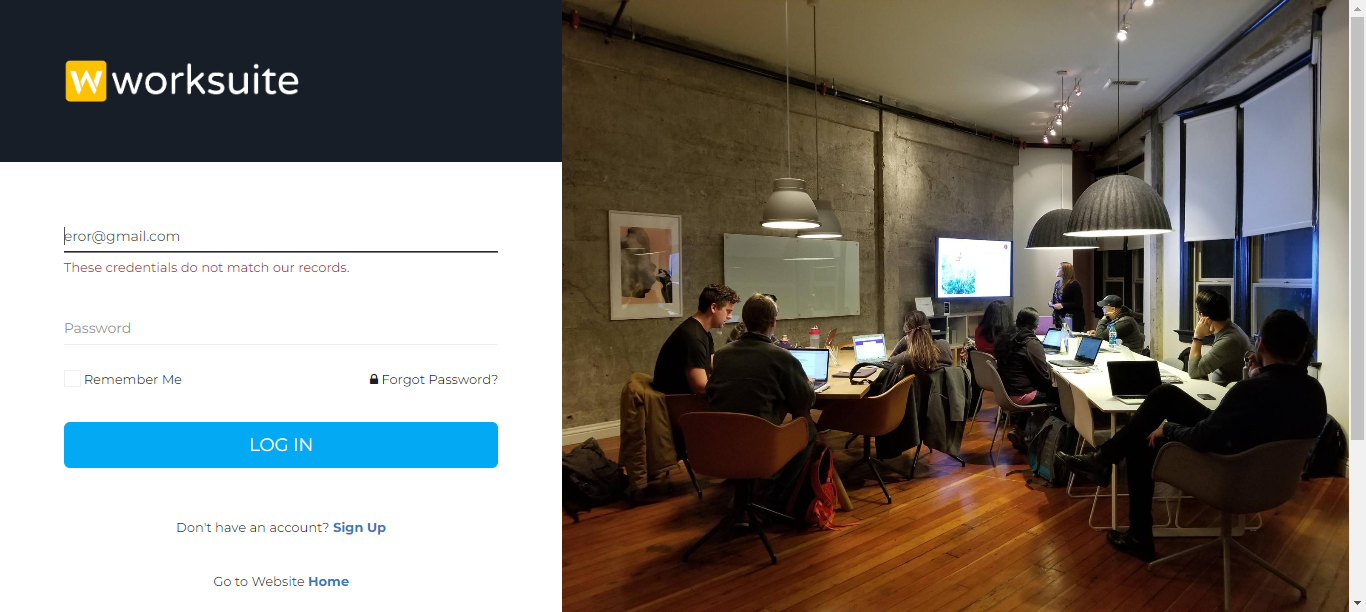 W worksuite
eror@gmail.com
These credentials do not match our records.
Password
Remember Me
Forgot Password?
LOG IN
Don't have an account? Sign Up
Go to Website Home